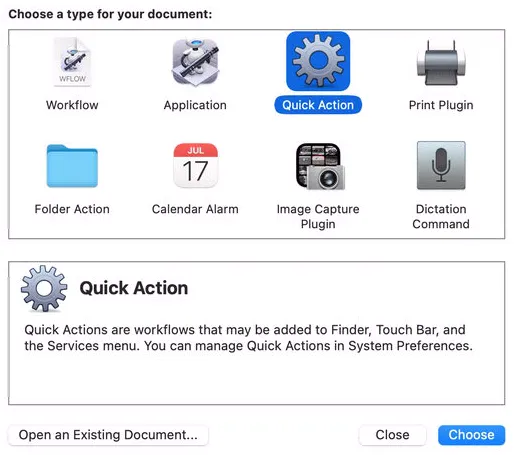 Choose a type for your document:
WFLOW
Workflow
Application
Quick Action
Print Plugin
Folder Action
JUL
17
Calendar Alarm
Image Capture
Plugin
Dictation
Command
Quick Action
Quick Actions are workflows that may be added to Finder, Touch Bar, and
the Services menu. You can manage Quick Actions in System Preferences.
Open an Existing Document...
Close
Choose